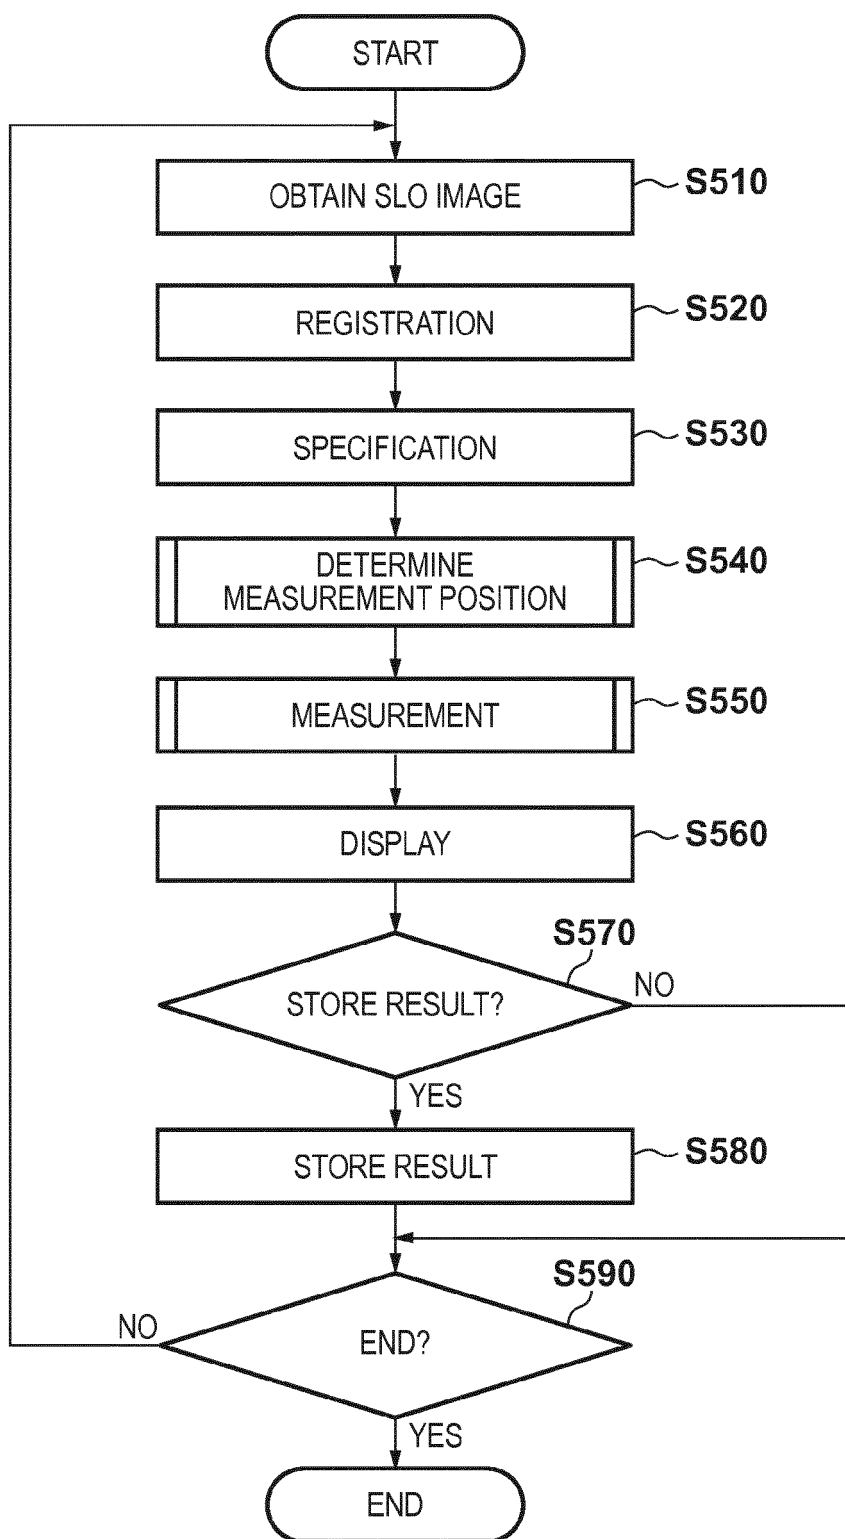 START
OBTAIN SLO IMAGE
S510
REGISTRATION
S520
SPECIFICATION
S530
DETERMINE
MEASUREMENT POSITION
S540
MEASUREMENT
S550
DISPLAY
S560
S570
STORE RESULT?
NO
YES
STORE RESULT
S580
S590
NO
END?
YES
END